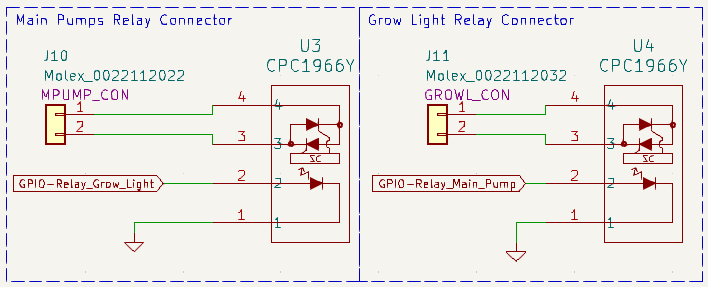 Main Pumps Relay Connector
J10
Molex_0022112022
MPUMP_CON
1
2
U3
CPC1966Y
4
4
3
3
ZC
GPIO-Relay_Grow_Light
2
2
1
1
Grow Light Relay Connector
J11
Molex_0022112032
GROWL_CON
1
2
U4
CPC1966Y
4
4
3
3
ZC
GPIO-Relay_Main_Pump
2
2
1
1